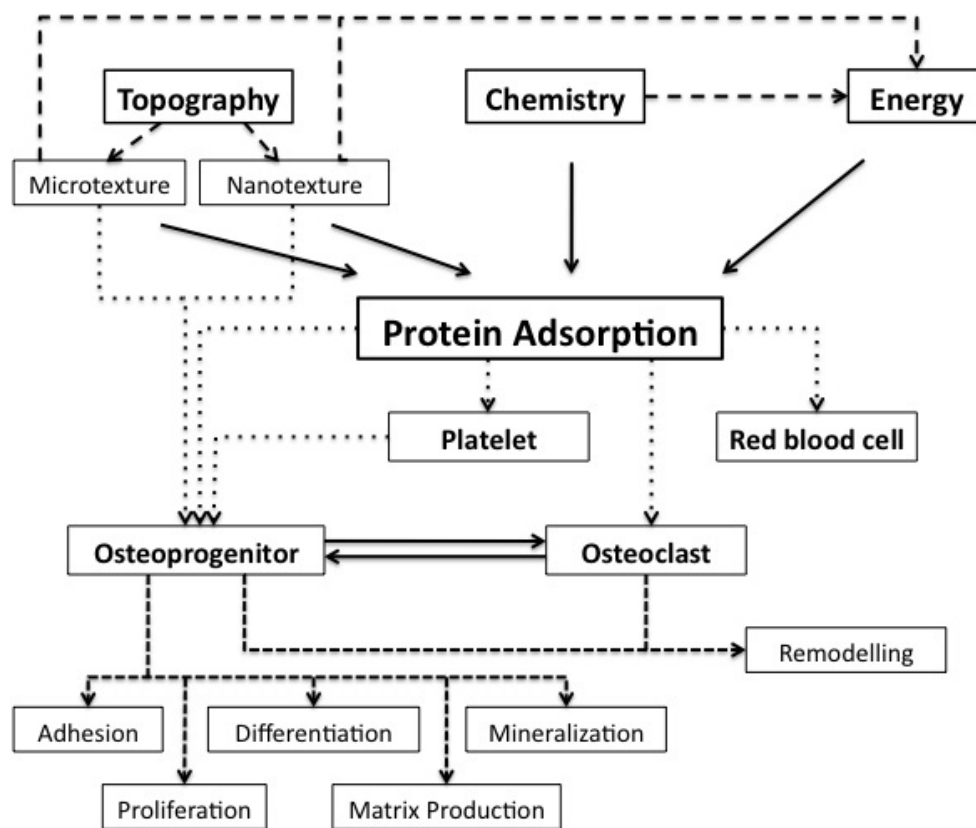 Topography
Chemistry
Energy
Microtexture
Nanotexture
Protein Adsorption
Platelet
Red blood cell
Osteoprogenitor
Osteoclast
Remodelling
Adhesion
Differentiation
Mineralization
Proliferation
Matrix Production